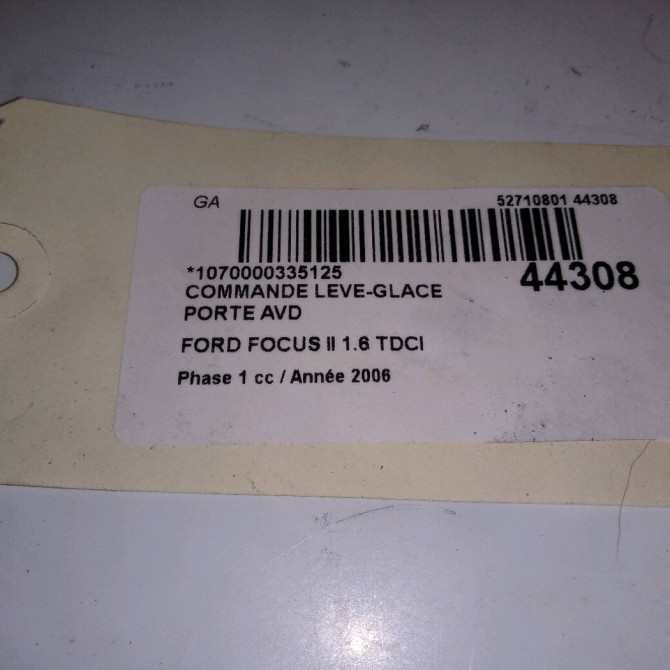 GA
52710801 44308
*1070000335125
44308
COMMANDE LEVE-GLACE
PORTE AVD
FORD FOCUS II 1.6 TDCI
Phase 1 cc / Année 2006